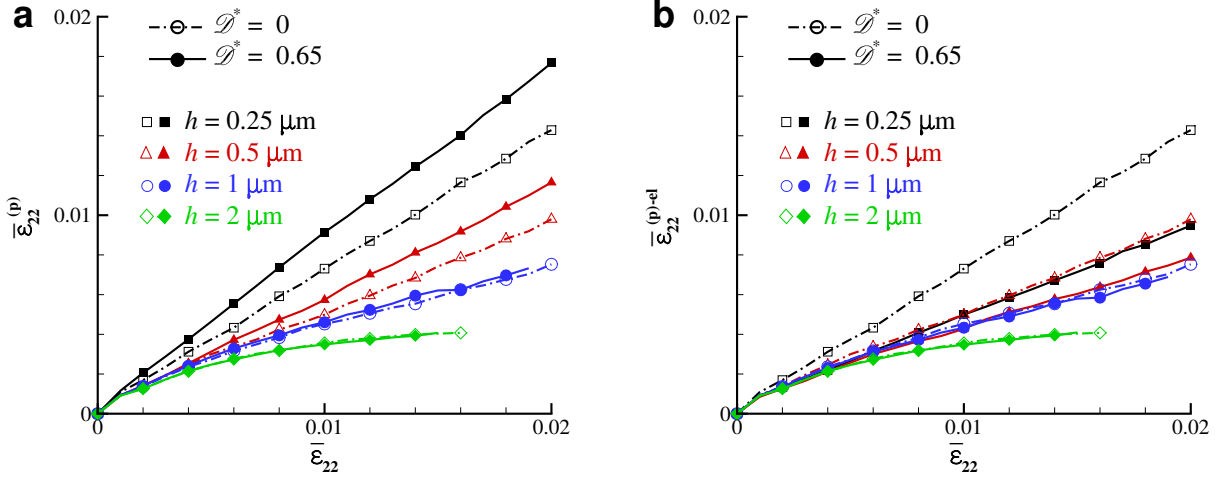 a
0.02
𝒟* = 0
𝒟* = 0.65
h = 0.25 μm
h = 0.5 μm
h = 1 μm
h = 2 μm
0.01
ε̄₂₂⁽ᵖ⁾
0
0 0.01 0.02
ε̄₂₂
b
0.02
𝒟* = 0
𝒟* = 0.65
h = 0.25 μm
h = 0.5 μm
h = 1 μm
h = 2 μm
0.01
ε̄₂₂⁽ᵖ⁾⁻ᵉˡ
0
0 0.01 0.02
ε̄₂₂